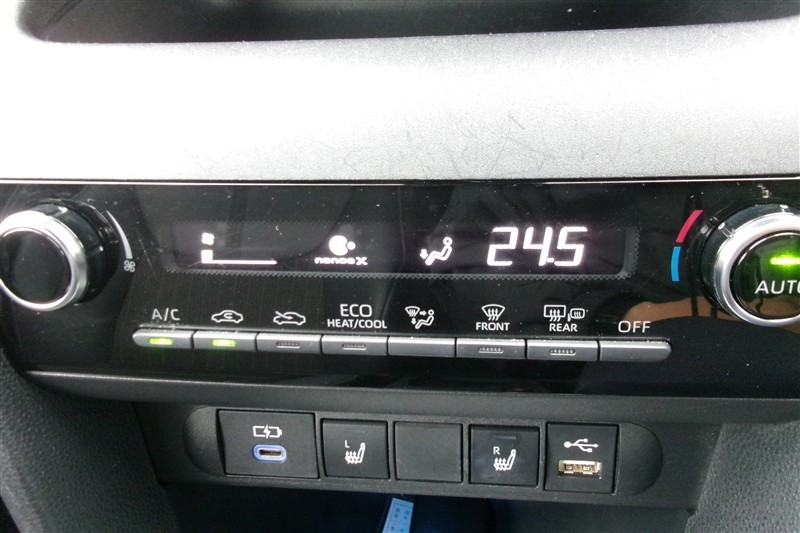 nanoe X
24.5
AUTO
A/C
ECO
HEAT/COOL
FRONT
REAR
OFF
L
R